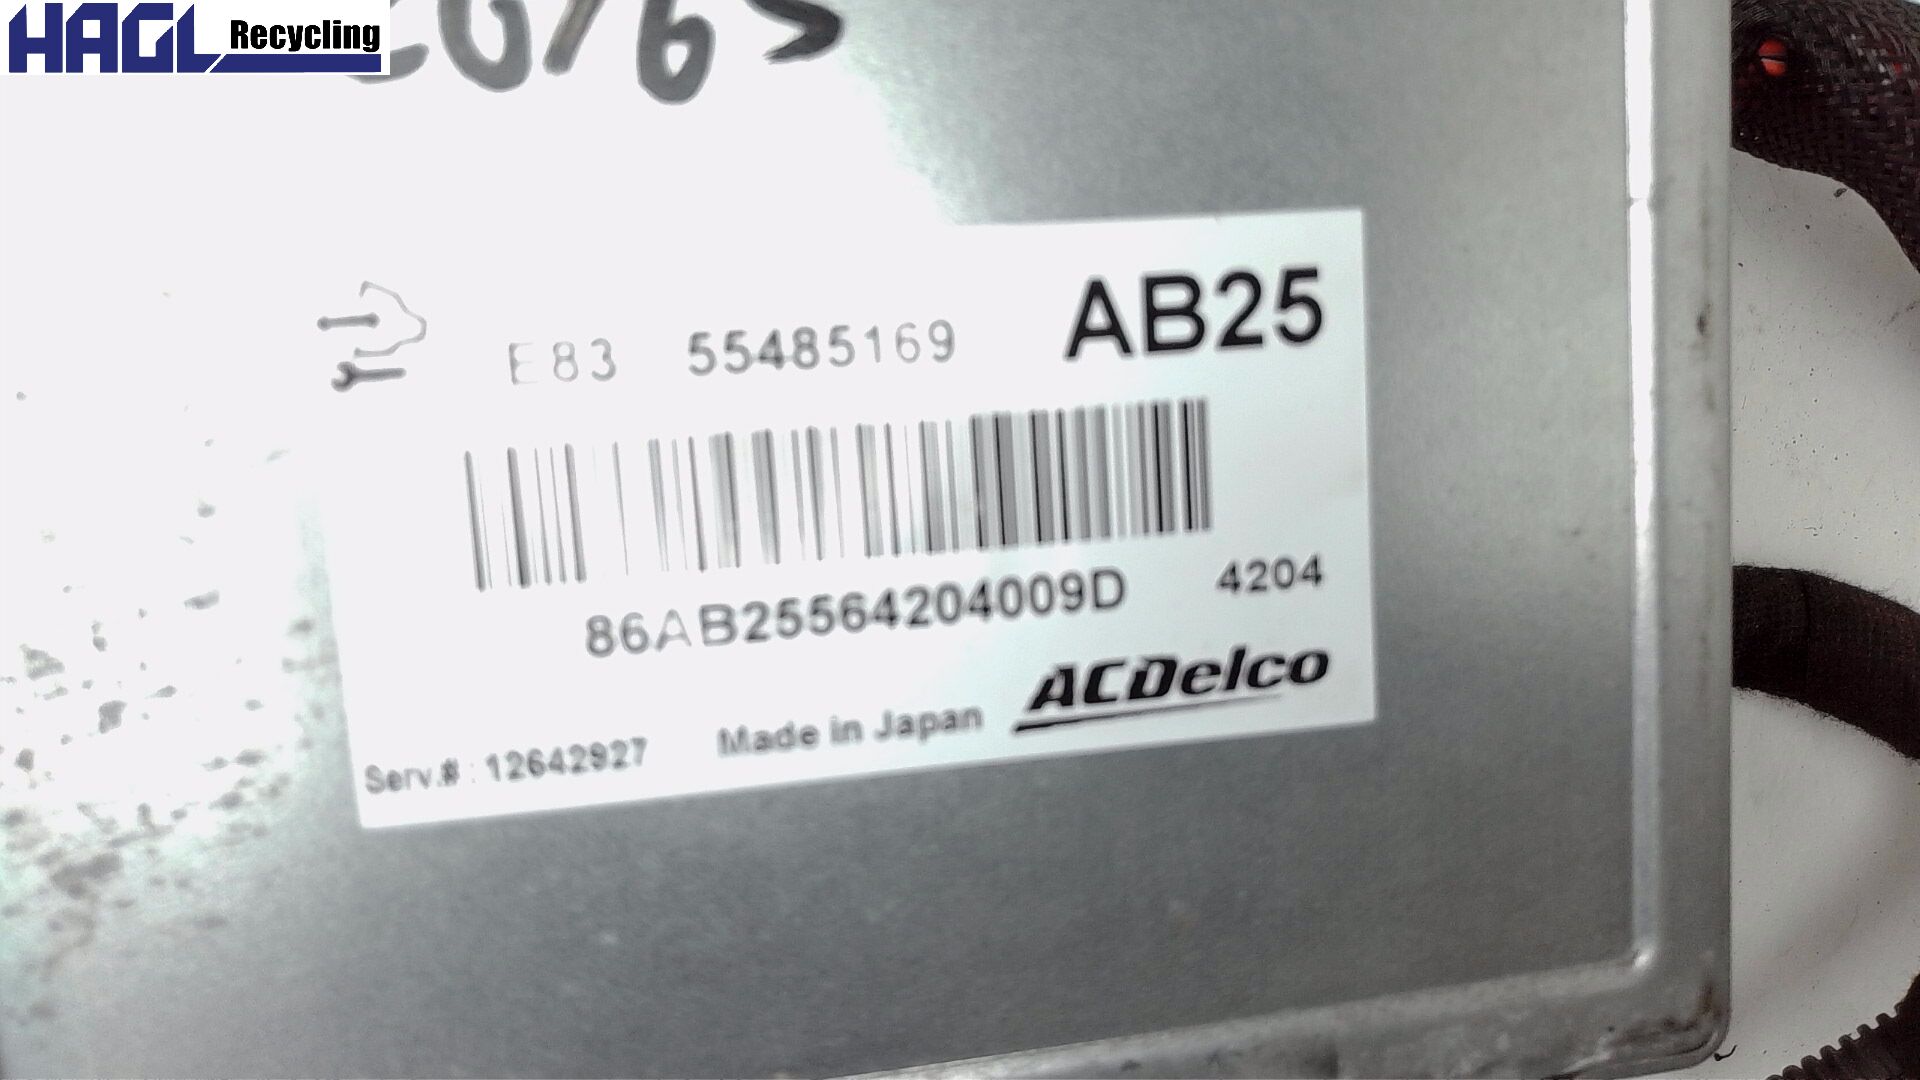 HAGL Recycling
E83 55485169 AB25
86AB25564204009D 4204
ACDelco
Serv.#: 12642927 Made in Japan